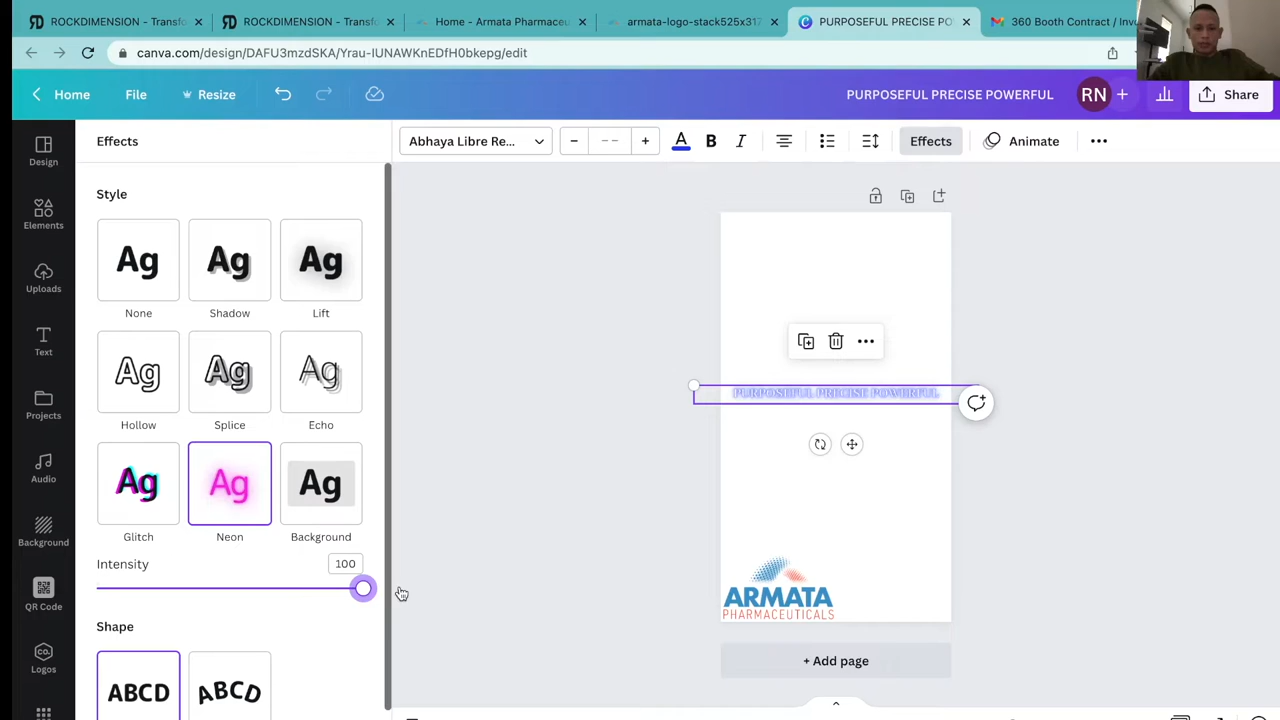 ROCKDIMENSION - Transfo
ROCKDIMENSION - Transfo
Home - Armata Pharmaceu
armata-logo-stack525x317
PURPOSEFUL PRECISE PO
360 Booth Contract / Inv
canva.com/design/DAFU3mzdSKA/Yrau-IUNAWKnEDfH0bkepg/edit
Home
File
Resize
PURPOSEFUL PRECISE POWERFUL
RN
Share
Design
Elements
Uploads
Text
Projects
Audio
Background
QR Code
Logos
Effects
Style
Ag Ag Ag
None Shadow Lift
Ag Ag Ag
Hollow Splice Echo
Ag Ag Ag
Glitch Neon Background
Intensity 100
Shape
ABCD ABCD
Abhaya Libre Re...
B I
Effects
Animate
PURPOSEFUL PRECISE POWERFUL
ARMATA
PHARMACEUTICALS
+ Add page